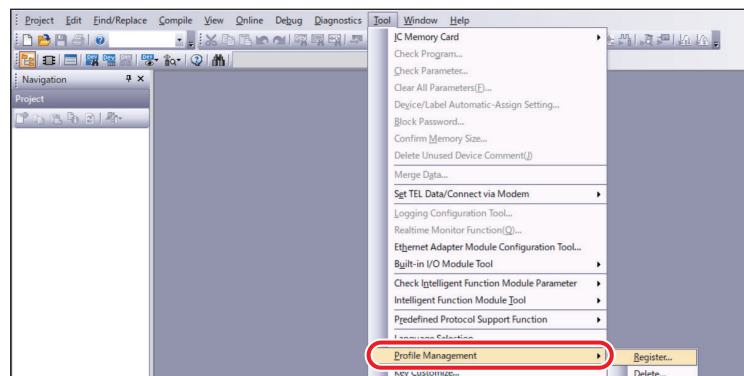 Project Edit Find/Replace Compile View Online Debug Diagnostics Tool Window Help
Navigation
Project
IC Memory Card
Check Program...
Check Parameter...
Clear All Parameters(F)...
Device/Label Automatic-Assign Setting...
Block Password...
Confirm Memory Size...
Delete Unused Device Comment(J)
Merge Data...
Set TEL Data/Connect via Modem
Logging Configuration Tool...
Realtime Monitor Function(Q)...
Ethernet Adapter Module Configuration Tool...
Built-in I/O Module Tool
Check Intelligent Function Module Parameter
Intelligent Function Module Tool
Predefined Protocol Support Function
Language Selection...
Profile Management
Register...
Key Customize...
Delete...